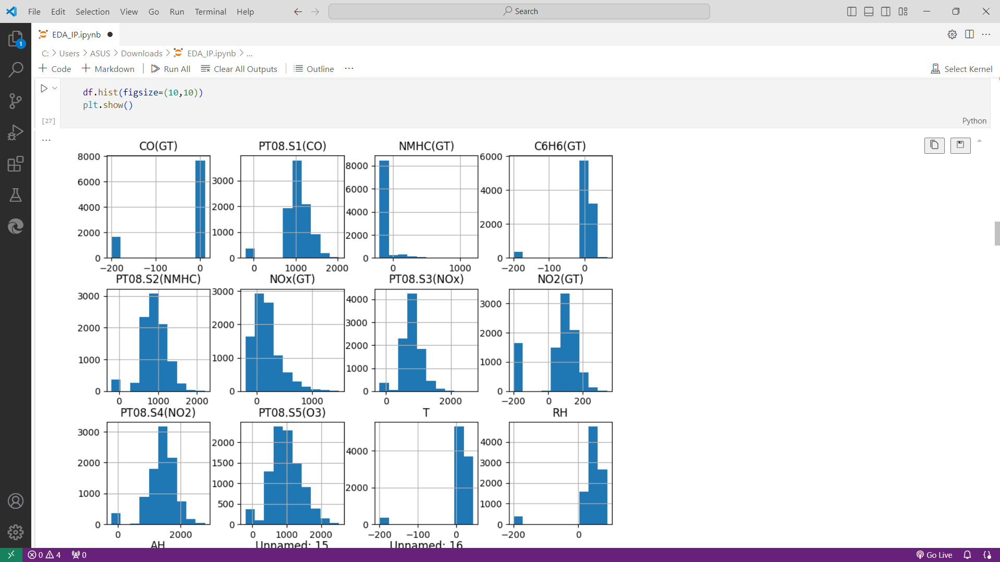 File Edit Selection View Go Run Terminal Help Search
EDA_IP.ipynb
1
C: > Users > ASUS > Downloads > EDA_IP.ipynb > ...
+ Code + Markdown Run All Clear All Outputs Outline ... Select Kernel
df.hist(figsize=(10,10))
plt.show()
[27] Python
...
CO(GT) PT08.S1(CO) NMHC(GT) C6H6(GT)
8000 6000 4000 2000 0
−200 −100 0
3000 2000 1000 0
0 1000 2000
8000 6000 4000 2000 0
0 1000
6000 4000 2000 0
−200 −100 0
PT08.S2(NMHC) NOx(GT) PT08.S3(NOx) NO2(GT)
3000 2000 1000 0
0 1000 2000
3000 2000 1000 0
0 1000
4000 3000 2000 1000 0
0 2000
3000 2000 1000 0
−200 0 200
PT08.S4(NO2) PT08.S5(O3) T RH
3000 2000 1000 0
0 2000
2000 1500 1000 500 0
0 1000 2000
4000 2000 0
−200 −100 0
4000 3000 2000 1000 0
−200 0
AH Unnamed: 15 Unnamed: 16
0 4 0 Go Live